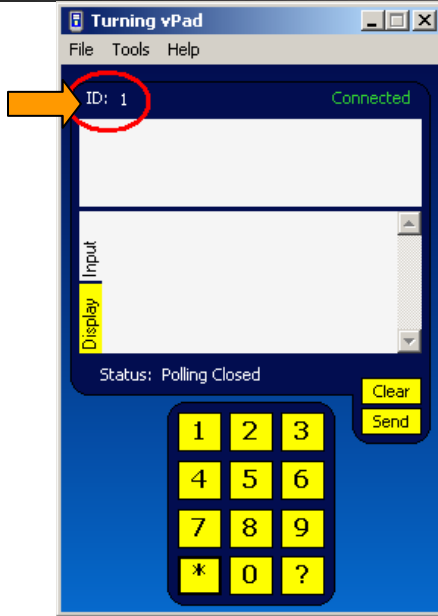 Turning vPad
File Tools Help
ID: 1 Connected
Input
Display
Status: Polling Closed
Clear
Send
1 2 3
4 5 6
7 8 9
* 0 ?